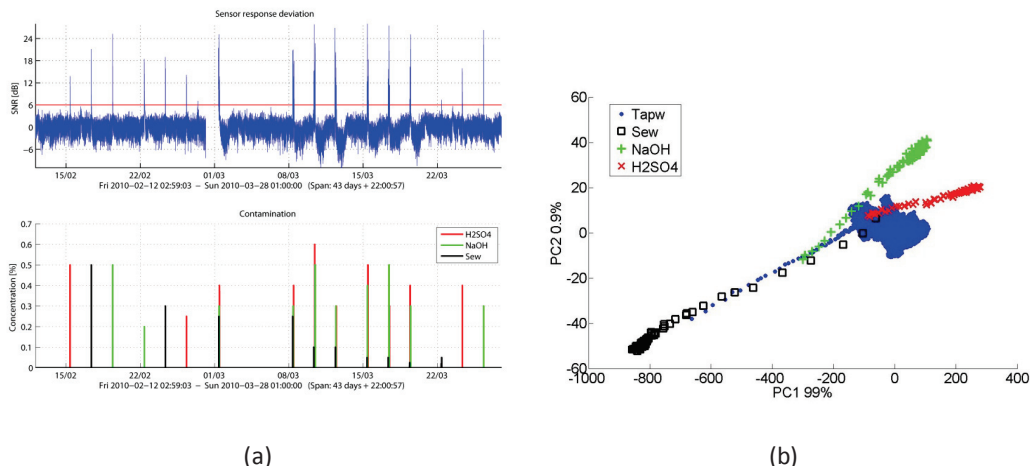 Sensor response deviation
SNR [dB]
24
18
12
6
0
−6
15/02 22/02 01/03 08/03 15/03 22/03
Fri 2010−02−12 02:59:03 − Sun 2010−03−28 01:00:00 (Span: 43 days + 22:00:57)
Contamination
Concentration [%]
0.7
0.6
0.5
0.4
0.3
0.2
0.1
0
H2SO4
NaOH
Sew
15/02 22/02 01/03 08/03 15/03 22/03
Fri 2010−02−12 02:59:03 − Sun 2010−03−28 01:00:00 (Span: 43 days + 22:00:57)
(a)
PC2 0.9%
60
40
20
0
-20
-40
-60
Tapw
Sew
NaOH
H2SO4
-1000 -800 -600 -400 -200 0 200 400
PC1 99%
(b)